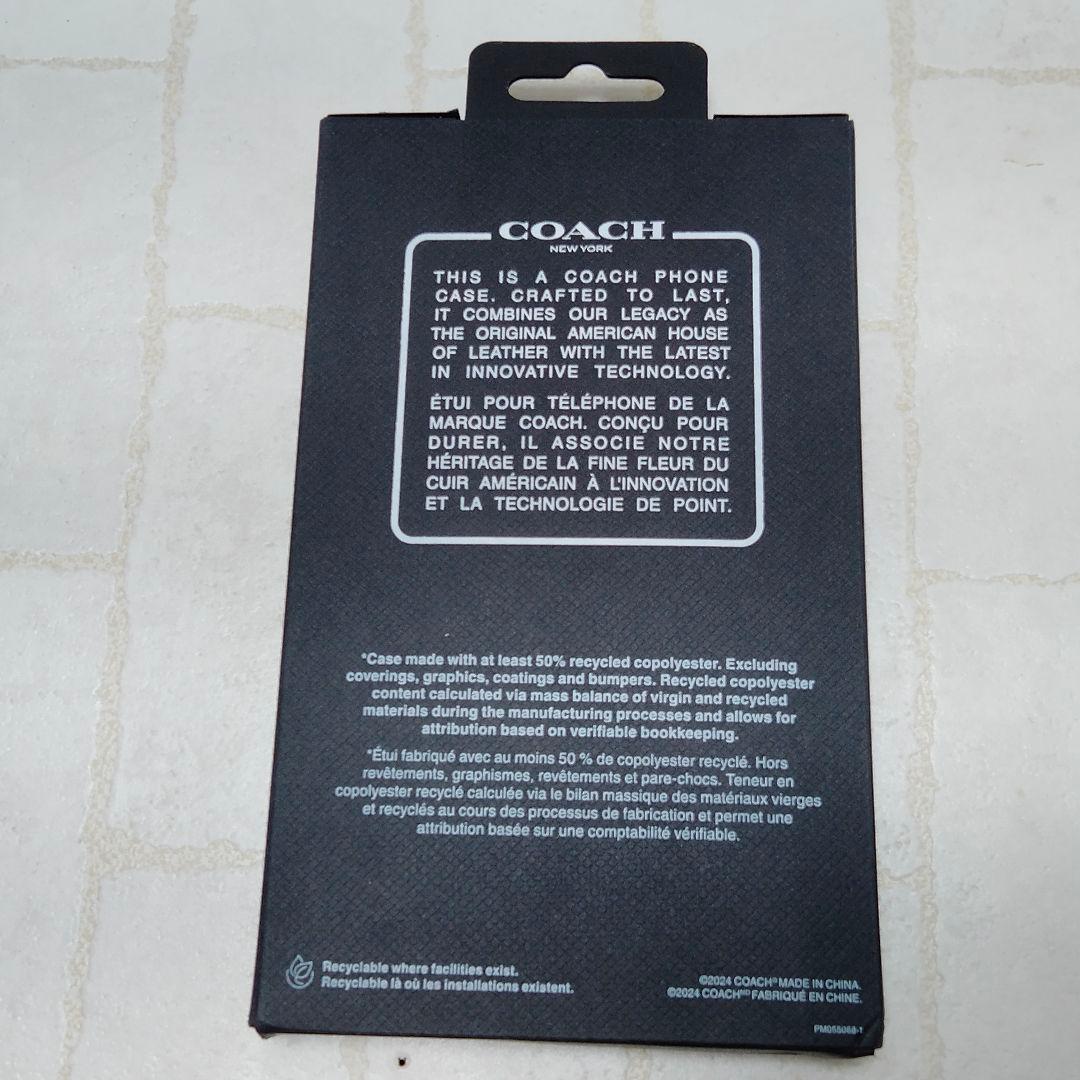 COACH
NEW YORK
THIS IS A COACH PHONE
CASE. CRAFTED TO LAST,
IT COMBINES OUR LEGACY AS
THE ORIGINAL AMERICAN HOUSE
OF LEATHER WITH THE LATEST
IN INNOVATIVE TECHNOLOGY.
ÉTUI POUR TÉLÉPHONE DE LA
MARQUE COACH. CONÇU POUR
DURER, IL ASSOCIE NOTRE
HÉRITAGE DE LA FINE FLEUR DU
CUIR AMÉRICAIN À L'INNOVATION
ET LA TECHNOLOGIE DE POINT.
*Case made with at least 50% recycled copolyester. Excluding
coverings, graphics, coatings and bumpers. Recycled copolyester
content calculated via mass balance of virgin and recycled
materials during the manufacturing processes and allows for
attribution based on verifiable bookkeeping.
*Étui fabriqué avec au moins 50 % de copolyester recyclé. Hors
revêtements, graphismes, revêtements et pare-chocs. Teneur en
copolyester recyclé calculée via le bilan massique des matériaux vierges
et recyclés au cours des processus de fabrication et permet une
attribution basée sur une comptabilité vérifiable.
Recyclable where facilities exist.
Recyclable là où les installations existent.
©2024 COACH® MADE IN CHINA.
©2024 COACHᴹᴰ FABRIQUÉ EN CHINE.
PM055068-1